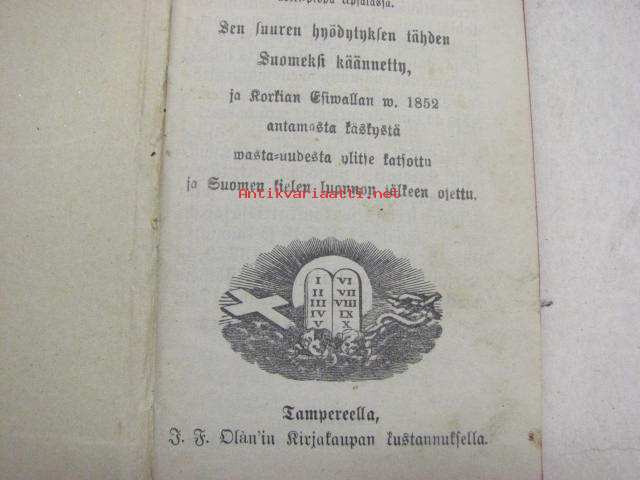 Sen suuren hyödytyksen tähden
Suomeksi käännetty,
ja Korkian Esiwallan w. 1852
antamasta käskystä
wasta=uudesta ylitse katsottu
ja Suomen kielen luonnon jälkeen ojettu.
Antikvariaatti.net
I VI
II VII
III VIII
IV IX
V X
Tampereella,
J. F. Olàn'in Kirjakaupan kustannuksella.